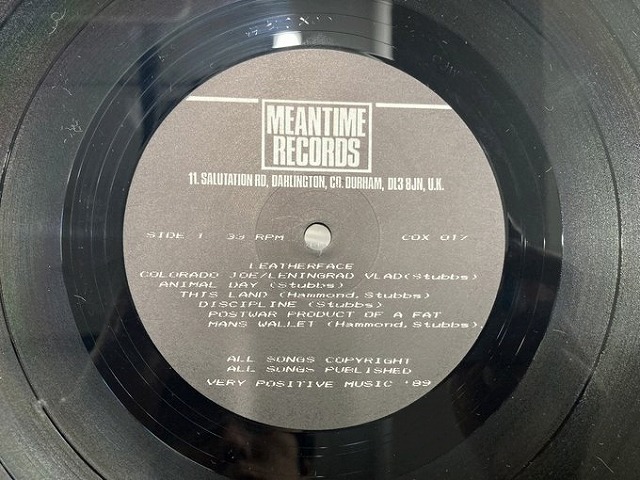 MEANTIME
RECORDS
11. SALUTATION RD, DAHLINGTON, CO. DURHAM, DL3 8JN, U.K.
SIDE 1 33 RPM COX 017
LEATHERFACE
COLORADO JOE/LENINGRAD VLAD(Stubbs)
ANIMAL DAY (Stubbs)
THIS LAND (Hammond, Stubbs)
DISCIPLINE (Stubbs)
POSTWAR PRODUCT OF A FAT
MANS WALLET (Hammond, Stubbs).
ALL SONGS COPYRIGHT
ALL SONGS PUBLISHED
VERY POSITIVE MUSIC '89